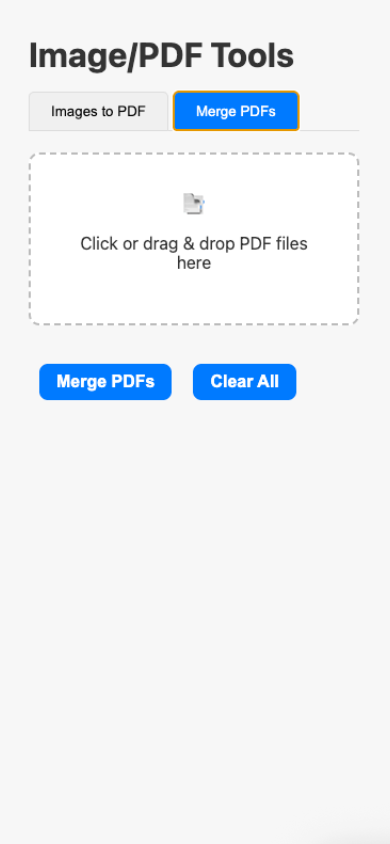 Image/PDF Tools
Images to PDF
Merge PDFs
Click or drag & drop PDF files
here
Merge PDFs
Clear All